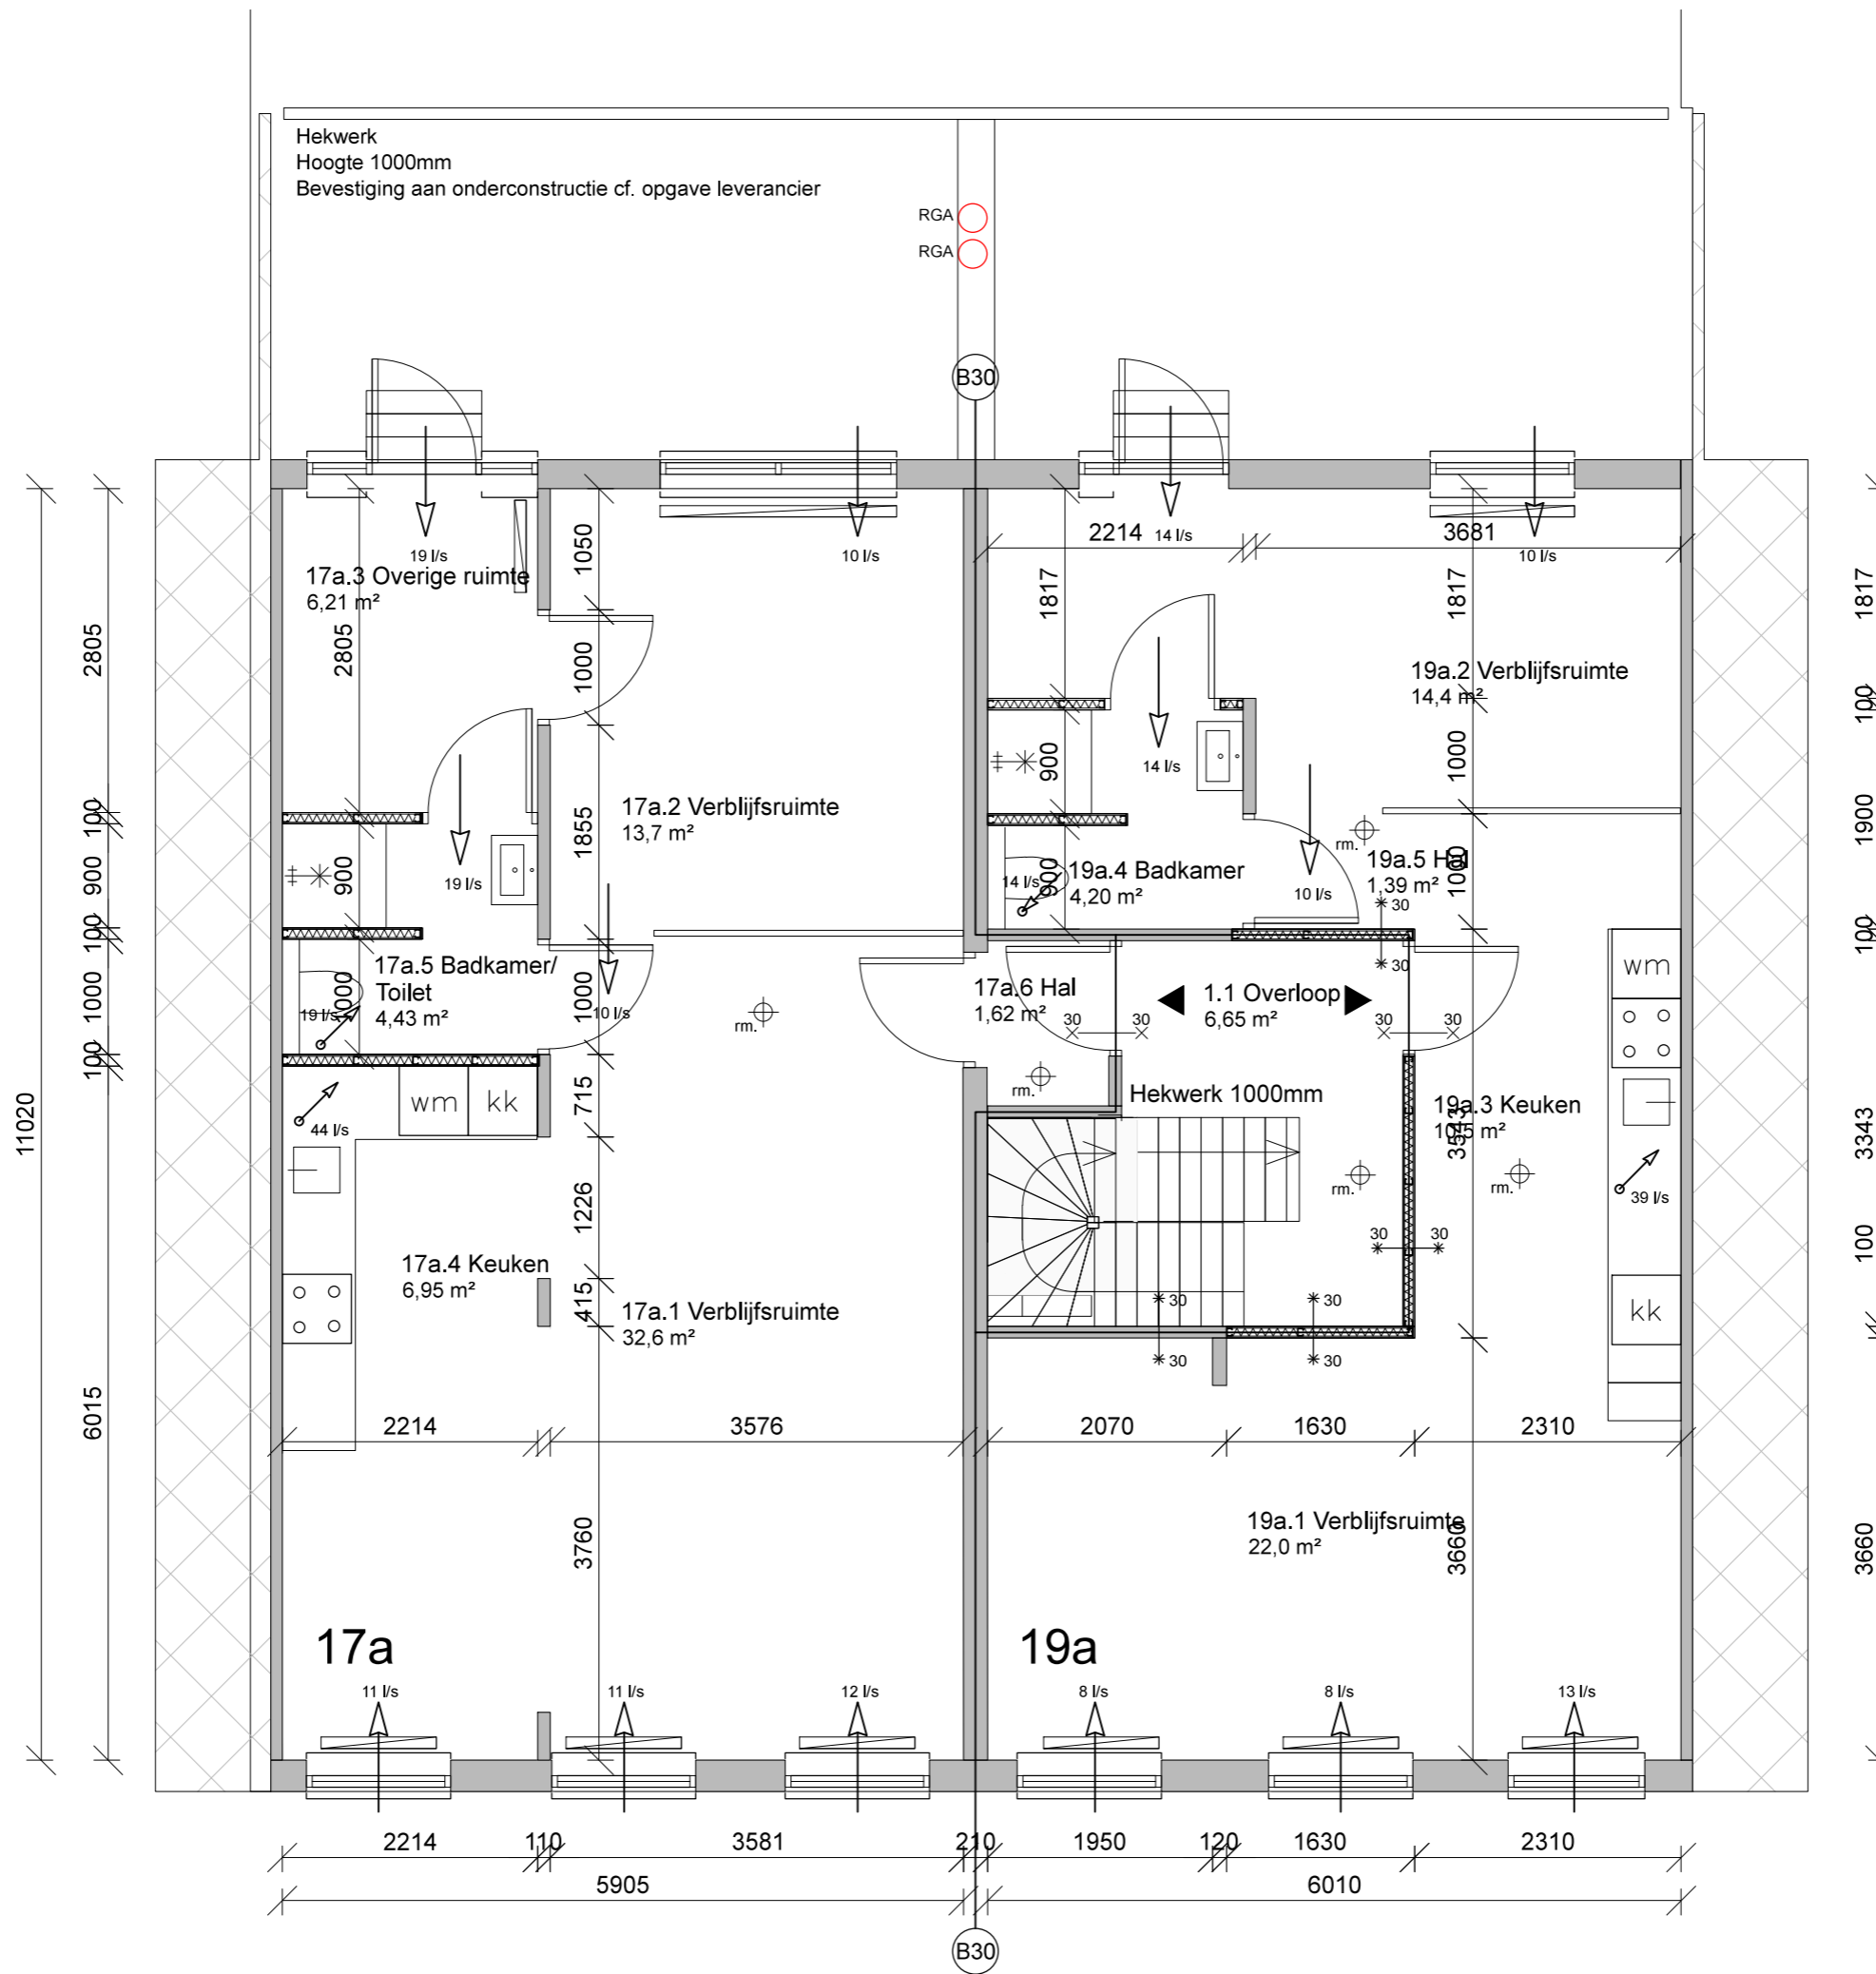 Hekwerk
Hoogte 1000mm
Bevestiging aan onderconstructie cf. opgave leverancier
RGA
RGA
B30
19 l/s
10 l/s
2214
14 l/s
3681
10 l/s
17a.3 Overige ruimte
6,21 m²
2805
2805
1050
1000
1817
1817
1817
19a.2 Verblijfsruimte
14,4 m²
100
1000
900
14 l/s
17a.2 Verblijfsruimte
13,7 m²
1855
100
900
900
19 l/s
100
rm.
1900
19a.5 Hal
1,39 m²
1000
19a.4 Badkamer
4,20 m²
900
14 l/s
10 l/s
30
30
100
17a.5 Badkamer/
Toilet
4,43 m²
1000
1000
1000
19 l/s
10 l/s
100
rm.
17a.6 Hal
1,62 m²
1.1 Overloop
6,65 m²
30
30
30
30
wm
rm.
Hekwerk 1000mm
19a.3 Keuken
3343
11020
44 l/s
wm
kk
715
1226
rm.
rm.
39 l/s
30
30
100
17a.4 Keuken
6,95 m²
415
17a.1 Verblijfsruimte
32,6 m²
30
30
30
30
kk
6015
2214
3576
2070
1630
2310
3760
19a.1 Verblijfsruimte
22,0 m²
3660
3660
17a
19a
11 l/s
11 l/s
12 l/s
8 l/s
8 l/s
13 l/s
2214
110
3581
210
1950
120
1630
2310
5905
6010
B30